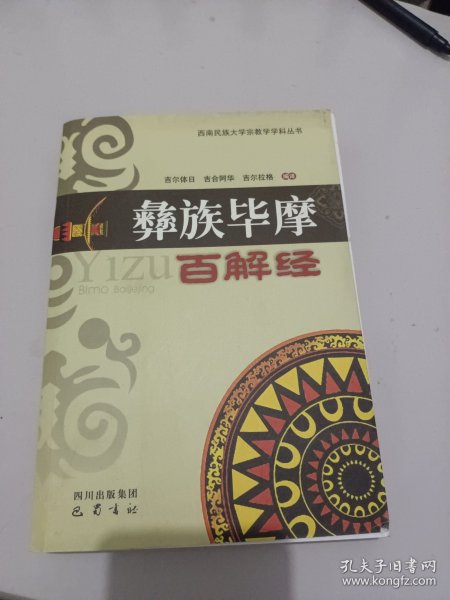 西南民族大学宗教学学科丛书
吉尔体日 吉合阿华 吉尔拉格 编译
彝族毕摩
Yizu
百解经
Bimo Baijiejing
四川出版集团
巴蜀书社
孔夫子旧书网
www.kongfz.com